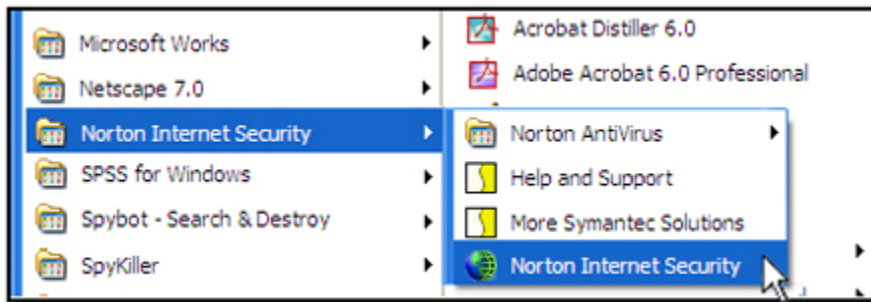 Microsoft Works
Netscape 7.0
Norton Internet Security
SPSS for Windows
Spybot - Search & Destroy
SpyKiller
Acrobat Distiller 6.0
Adobe Acrobat 6.0 Professional
Norton AntiVirus
Help and Support
More Symantec Solutions
Norton Internet Security